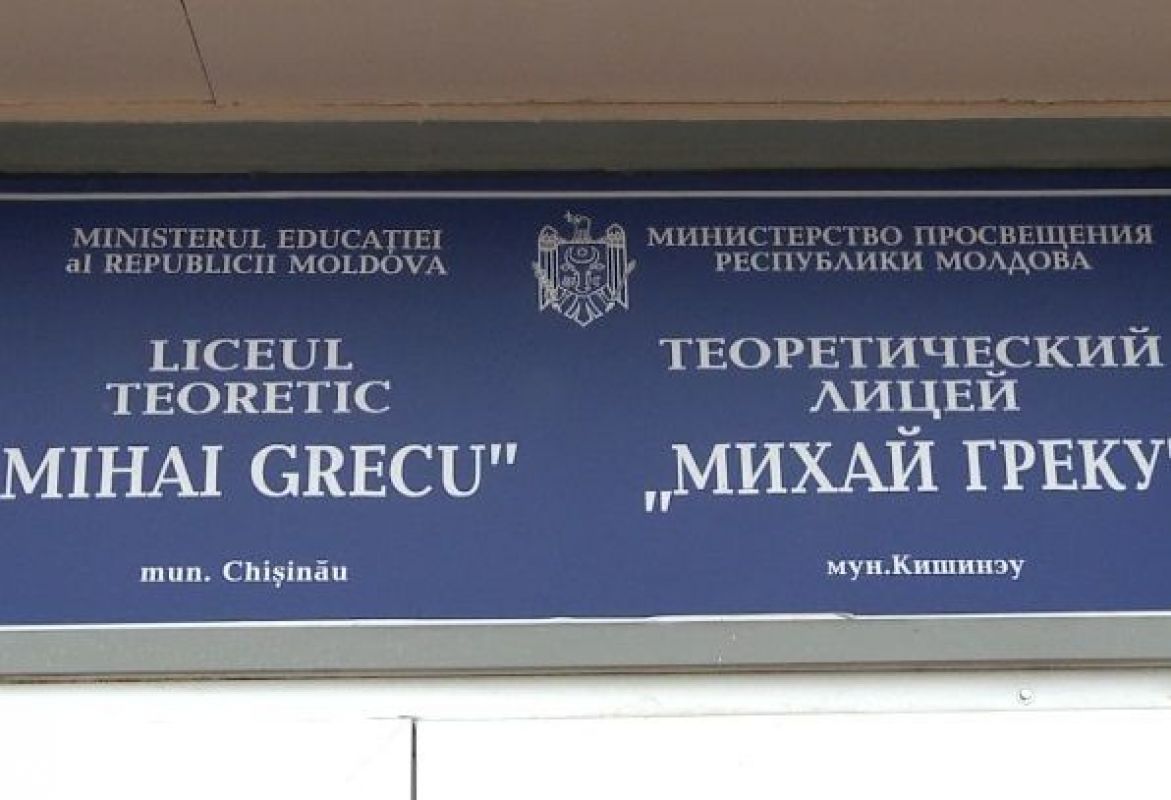 MINISTERUL EDUCAȚIEI
al REPUBLICII MOLDOVA
LICEUL
TEORETIC
MIHAI GRECU"
mun. Chișinău
МИНИСТЕРСТВО ПРОСВЕЩЕНИЯ
РЕСПУБЛИКИ МОЛДОВА
ТЕОРЕТИЧЕСКИЙ
ЛИЦЕЙ
„МИХАЙ ГРЕКУ"
мун.Кишинэу